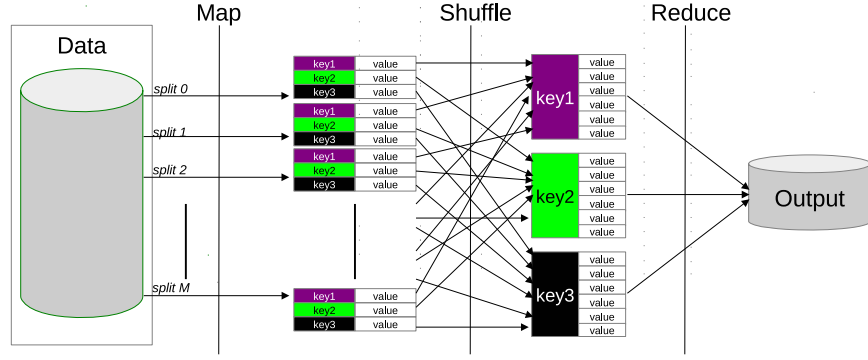 Map Shuffle Reduce
Data
split 0
key1 value
key2 value
key3 value
split 1
key1 value
key2 value
key3 value
split 2
key1 value
key2 value
key3 value
split M
key1 value
key2 value
key3 value
key1
value
value
value
value
value
value
key2
value
value
value
value
value
value
key3
value
value
value
value
value
value
Output